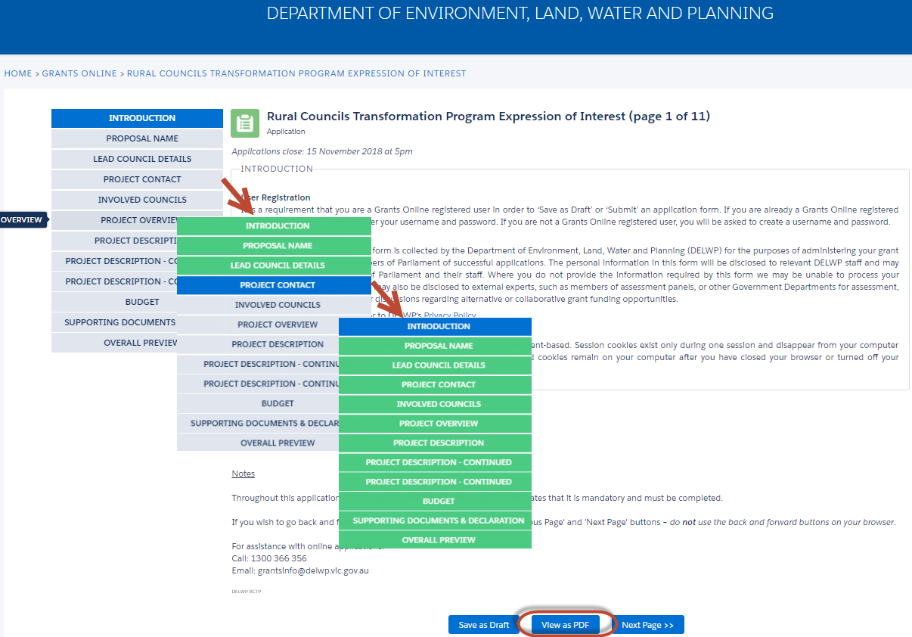 DEPARTMENT OF ENVIRONMENT, LAND, WATER AND PLANNING
HOME > GRANTS ONLINE > RURAL COUNCILS TRANSFORMATION PROGRAM EXPRESSION OF INTEREST
INTRODUCTION
PROPOSAL NAME
LEAD COUNCIL DETAILS
PROJECT CONTACT
INVOLVED COUNCILS
PROJECT OVERVIEW
OVERVIEW
PROJECT DESCRIPTI
PROJECT DESCRIPTION - CO
PROJECT DESCRIPTION - CO
BUDGET
SUPPORTING DOCUMENTS
OVERALL PREVIEW
Rural Councils Transformation Program Expression of Interest (page 1 of 11)
Application
Applications close: 15 November 2018 at 5pm
INTRODUCTION
User Registration
is a requirement that you are a Grants Online registered user in order to 'Save as Draft' or 'Submit' an application form. If you are already a Grants Online registered
er your username and password. If you are not a Grants Online registered user, you will be asked to create a username and password.
form is collected by the Department of Environment, Land, Water and Planning (DELWP) for the purposes of administering your grant
ers of Parliament of successful applications. The personal information in this form will be disclosed to relevant DELWP staff and may
f Parliament and their staff. Where you do not provide the information required by this form we may be unable to process your
may also be disclosed to external experts, such as members of assessment panels, or other Government Departments for assessment,
r discussions regarding alternative or collaborative grant funding opportunities.
r to DELWP's Privacy Policy
ent-based. Session cookies exist only during one session and disappear from your computer
d cookies remain on your computer after you have closed your browser or turned off your
INTRODUCTION
PROPOSAL NAME
LEAD COUNCIL DETAILS
PROJECT CONTACT
INVOLVED COUNCILS
PROJECT OVERVIEW
PROJECT DESCRIPTION
PROJECT DESCRIPTION - CONTINU
PROJECT DESCRIPTION - CONTINU
BUDGET
SUPPORTING DOCUMENTS & DECLAR
OVERALL PREVIEW
INTRODUCTION
PROPOSAL NAME
LEAD COUNCIL DETAILS
PROJECT CONTACT
INVOLVED COUNCILS
PROJECT OVERVIEW
PROJECT DESCRIPTION
PROJECT DESCRIPTION - CONTINUED
PROJECT DESCRIPTION - CONTINUED
BUDGET
SUPPORTING DOCUMENTS & DECLARATION
OVERALL PREVIEW
Notes
Throughout this application ates that it is mandatory and must be completed.
If you wish to go back and f us Page' and 'Next Page' buttons – do not use the back and forward buttons on your browser.
For assistance with online applications:
Call: 1300 366 356
Email: grantsinfo@delwp.vic.gov.au
Save as Draft View as PDF Next Page >>